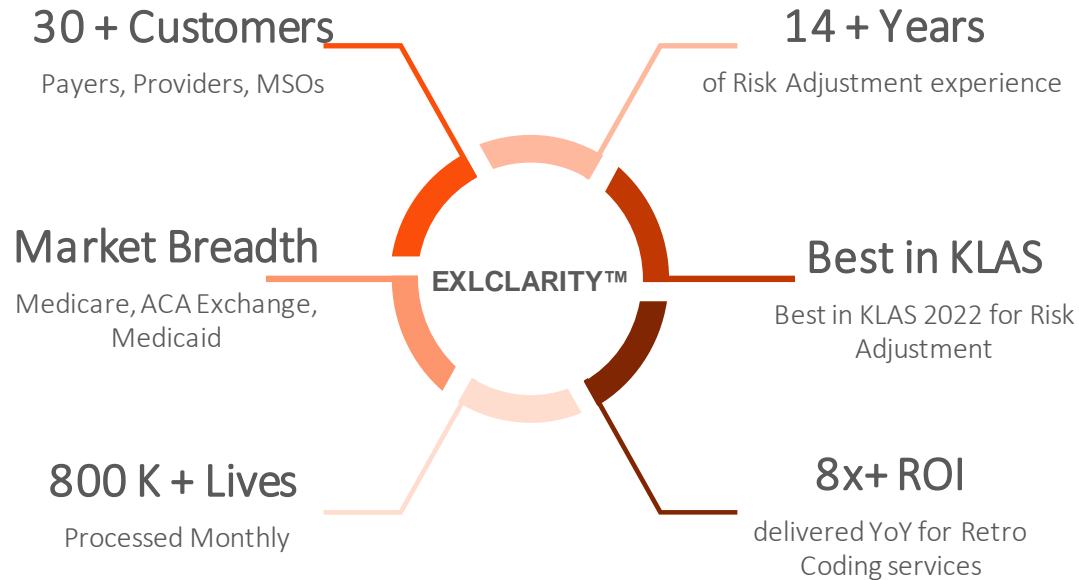 30 + Customers
Payers, Providers, MSOs
14 + Years
of Risk Adjustment experience
Market Breadth
Medicare, ACA Exchange,
Medicaid
EXLCLARITY™
Best in KLAS
Best in KLAS 2022 for Risk
Adjustment
800 K + Lives
Processed Monthly
8x+ ROI
delivered YoY for Retro
Coding services